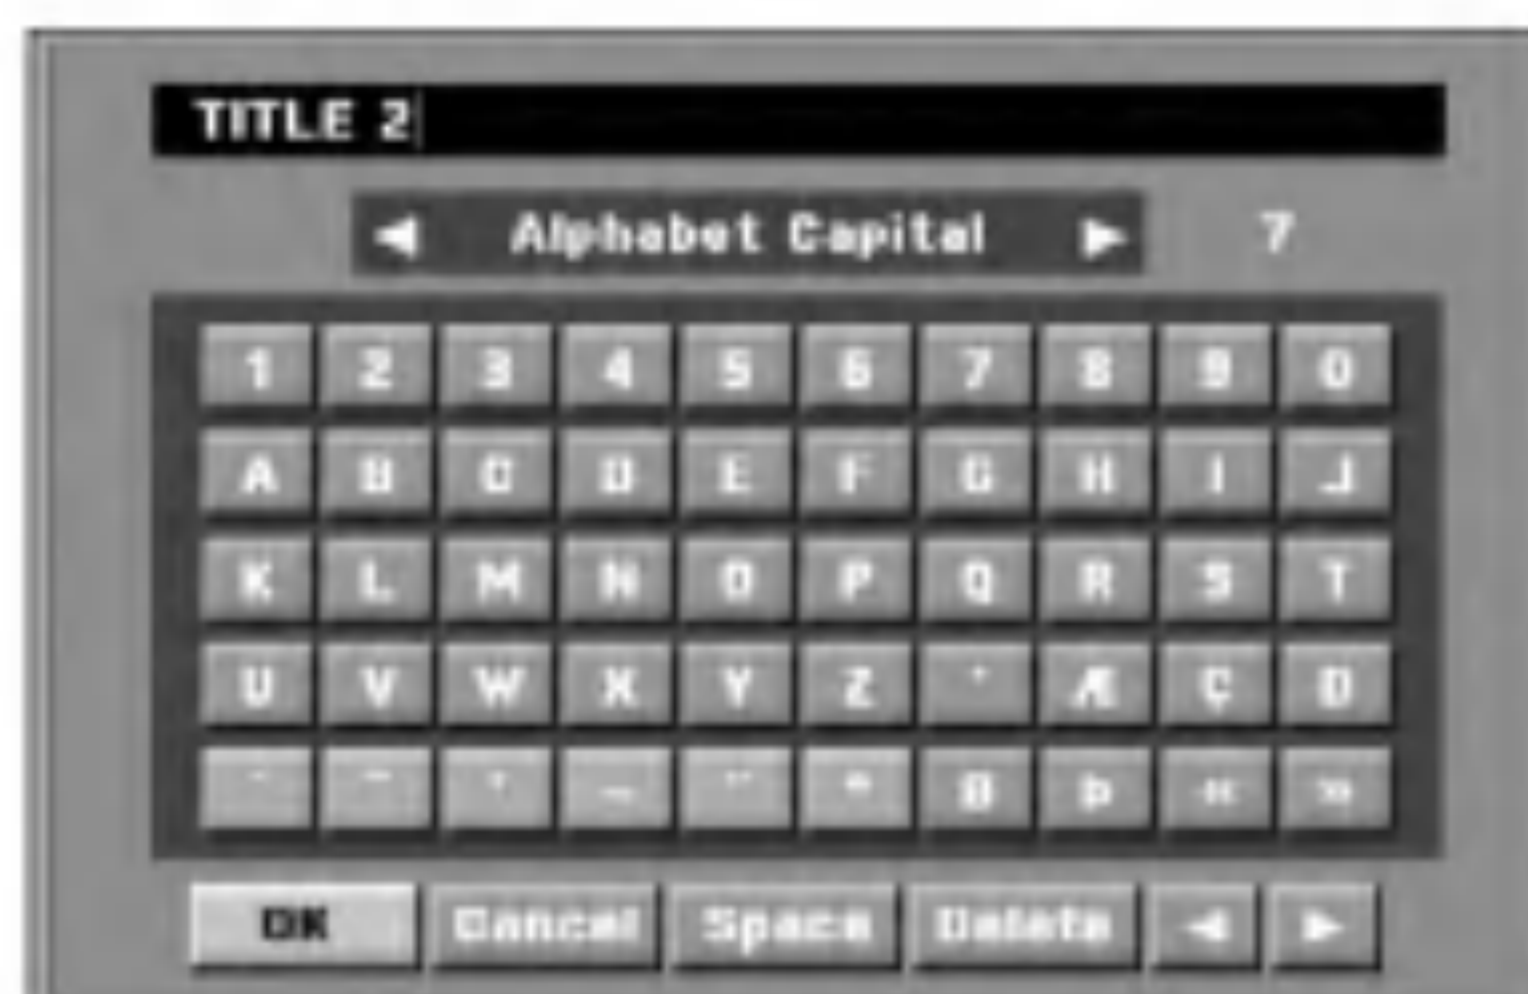 TITLE 2
◀ Alphabet Capital ▶ 7
1 2 3 4 5 6 7 8 9 0
A B C D E F G H I J
K L M N O P Q R S T
U V W X Y Z Æ Ç Ð
Ø Þ « »
OK Cancel Space Delete ◀ ▶